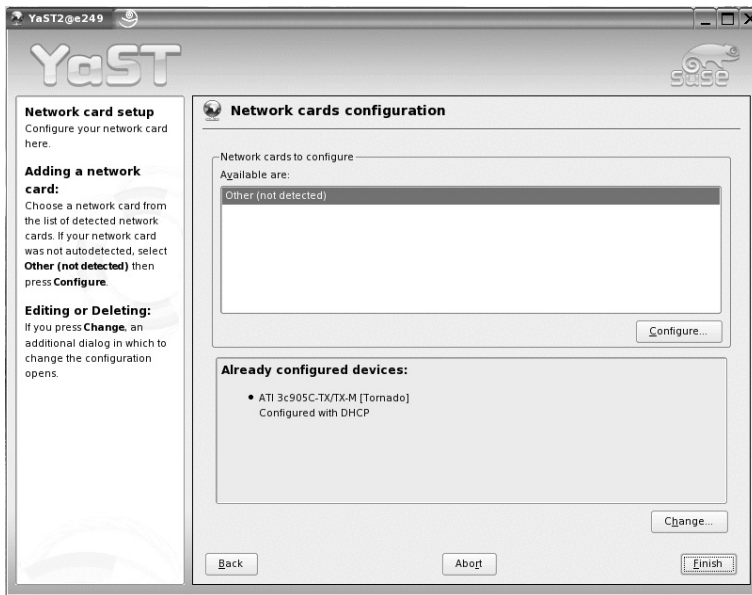 YaST2@e249
YaST
suse
Network card setup
Configure your network card
here.
Adding a network
card:
Choose a network card from
the list of detected network
cards. If your network card
was not autodetected, select
Other (not detected) then
press Configure.
Editing or Deleting:
If you press Change, an
additional dialog in which to
change the configuration
opens.
Network cards configuration
Network cards to configure
Available are:
Other (not detected)
Configure...
Already configured devices:
• ATI 3c905C-TX/TX-M [Tornado]
Configured with DHCP
Change...
Back
Abort
Finish